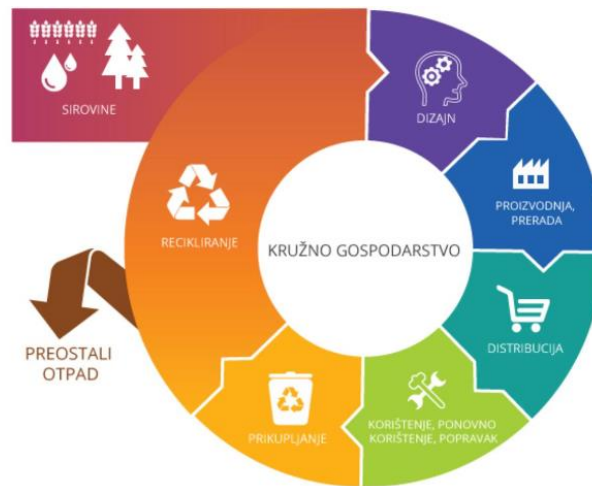 SIROVINE
DIZAJN
PROIZVODNJA,
PRERADA
DISTRIBUCIJA
KORIŠTENJE, PONOVNO
KORIŠTENJE, POPRAVAK
PRIKUPLJANJE
RECIKLIRANJE
KRUŽNO GOSPODARSTVO
PREOSTALI
OTPAD